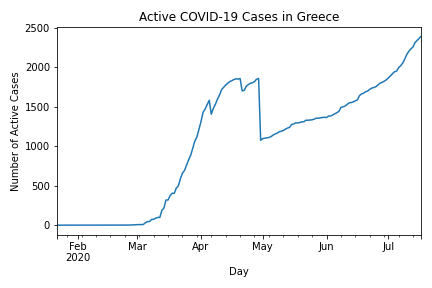 Active COVID-19 Cases in Greece
Number of Active Cases
2500
2000
1500
1000
500
0
Feb Mar Apr May Jun Jul
2020
Day